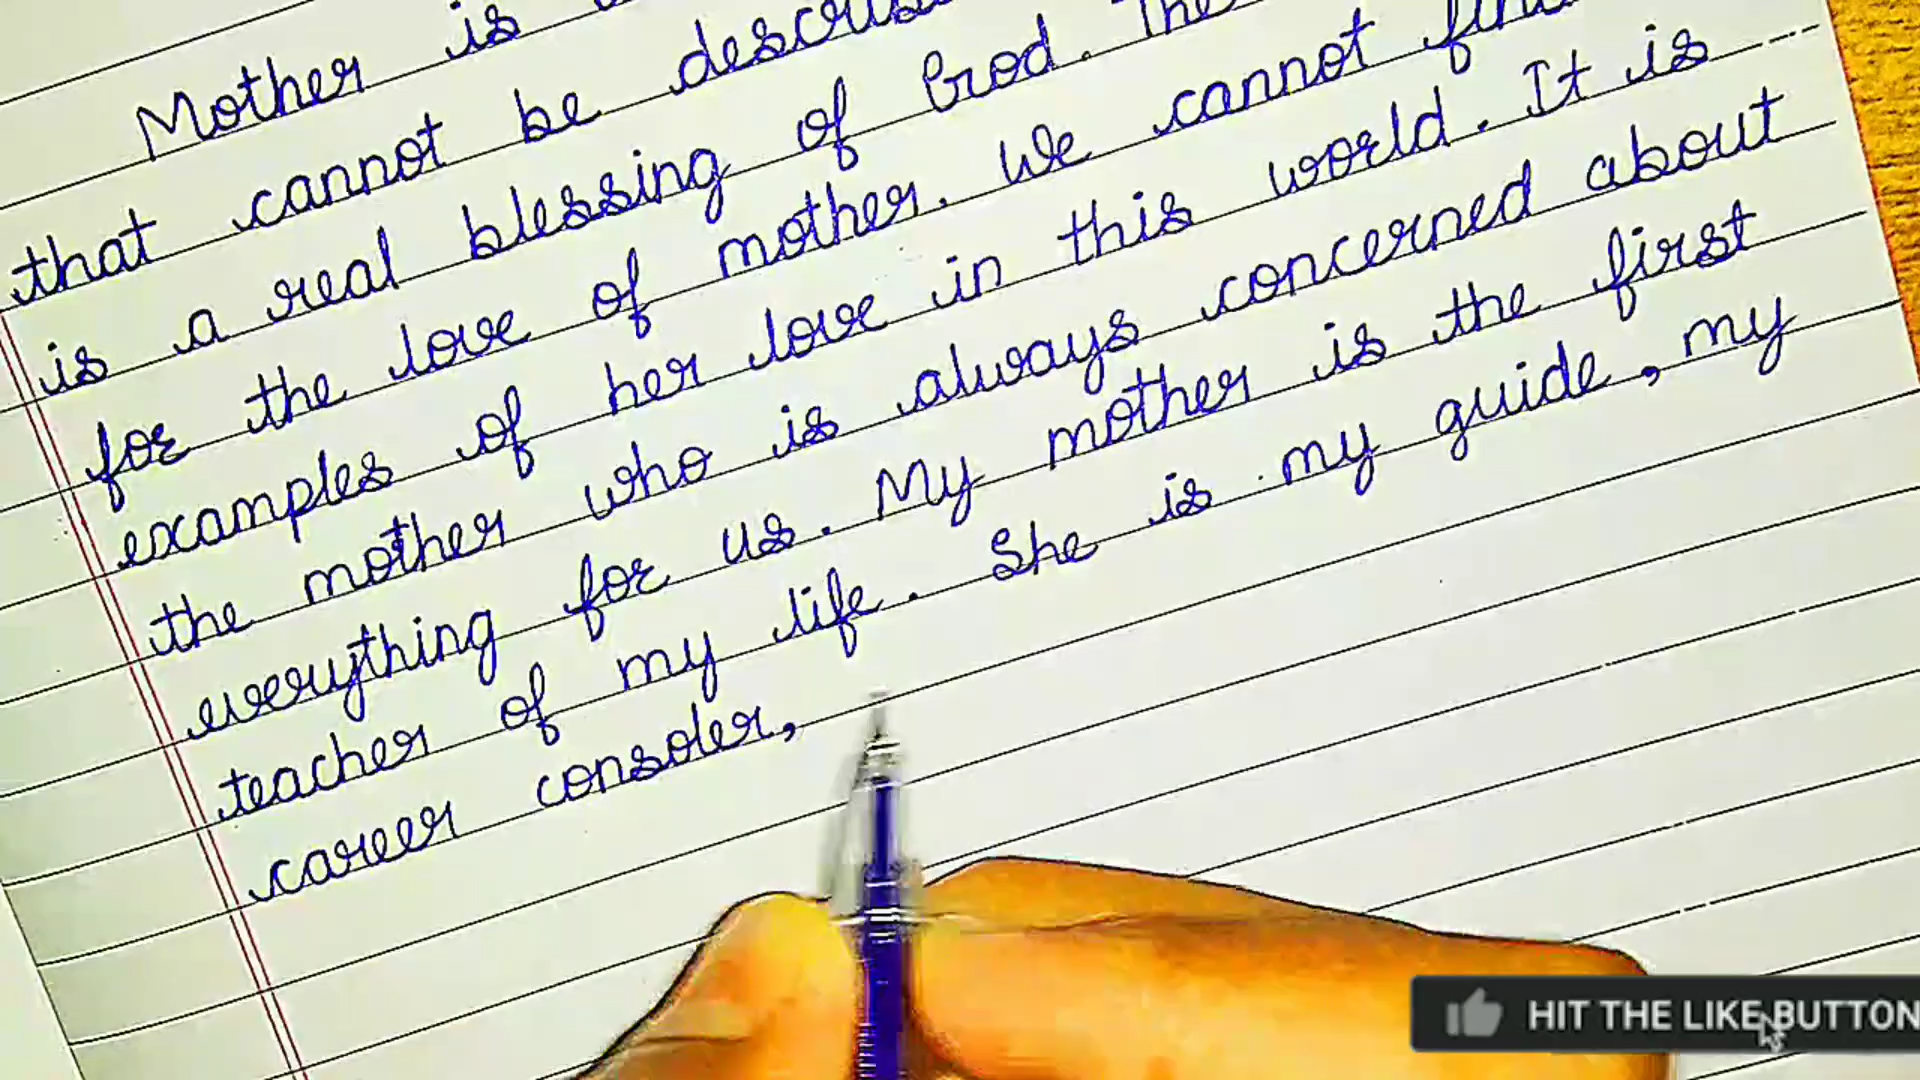 Mother is
that cannot be
is a real blessing of God. The
for the love of mother. We cannot
examples of her love in this world. It is
the mother who is always concerned about
everything for us. My mother is the first
teacher of my life. She is my guide, my
career consoler,
HIT THE LIKE BUTTON